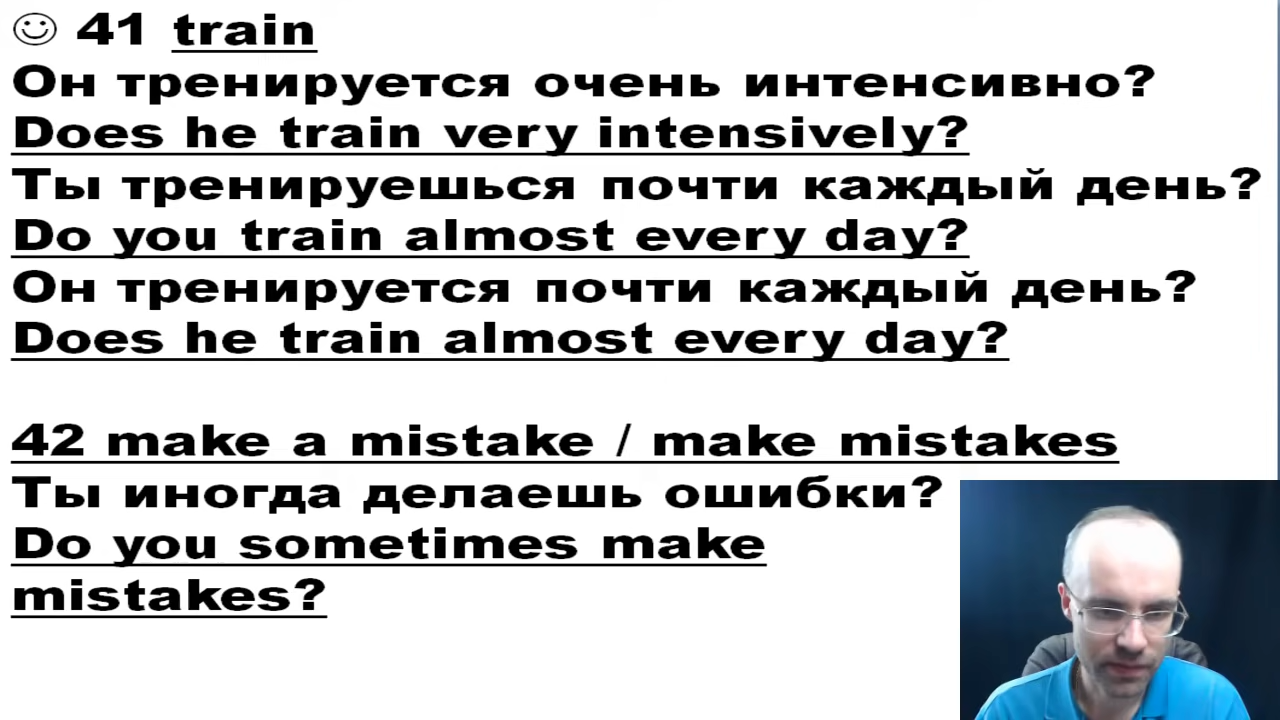 ☺ 41 train
Он тренируется очень интенсивно?
Does he train very intensively?
Ты тренируешься почти каждый день?
Do you train almost every day?
Он тренируется почти каждый день?
Does he train almost every day?
42 make a mistake / make mistakes
Ты иногда делаешь ошибки?
Do you sometimes make
mistakes?